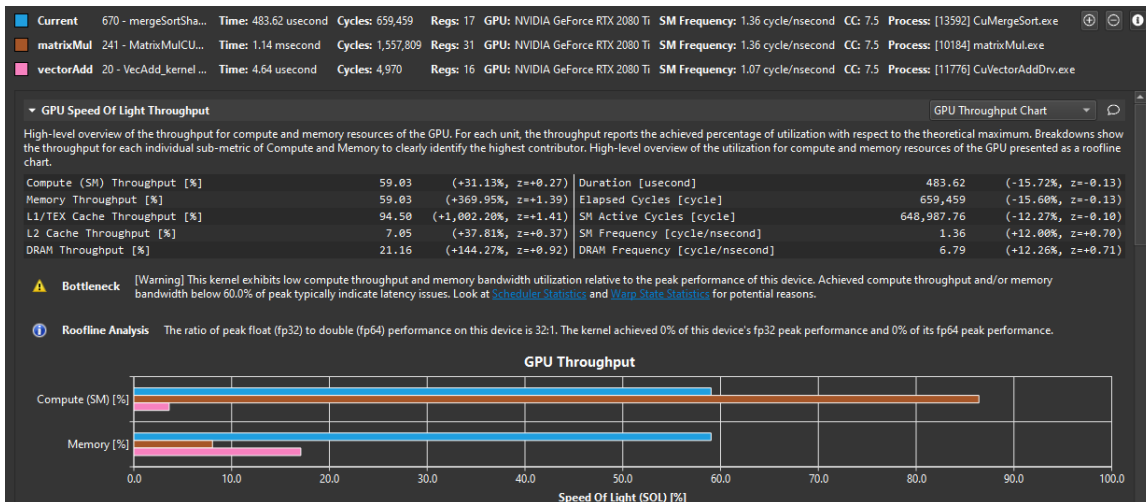 Current 670 - mergeSortSha... Time: 483.62 usecond Cycles: 659,459 Regs: 17 GPU: NVIDIA GeForce RTX 2080 Ti SM Frequency: 1.36 cycle/nsecond CC: 7.5 Process: [13592] CuMergeSort.exe
matrixMul 241 - MatrixMulCU... Time: 1.14 msecond Cycles: 1,557,809 Regs: 31 GPU: NVIDIA GeForce RTX 2080 Ti SM Frequency: 1.36 cycle/nsecond CC: 7.5 Process: [10184] matrixMul.exe
vectorAdd 20 - VecAdd_kernel ... Time: 4.64 usecond Cycles: 4,970 Regs: 16 GPU: NVIDIA GeForce RTX 2080 Ti SM Frequency: 1.07 cycle/nsecond CC: 7.5 Process: [11776] CuVectorAddDrv.exe
GPU Speed Of Light Throughput GPU Throughput Chart
High-level overview of the throughput for compute and memory resources of the GPU. For each unit, the throughput reports the achieved percentage of utilization with respect to the theoretical maximum. Breakdowns show
the throughput for each individual sub-metric of Compute and Memory to clearly identify the highest contributor. High-level overview of the utilization for compute and memory resources of the GPU presented as a roofline
chart.
Compute (SM) Throughput [%] 59.03 (+31.13%, z=+0.27) Duration [usecond] 483.62 (-15.72%, z=-0.13)
Memory Throughput [%] 59.03 (+369.95%, z=+1.39) Elapsed Cycles [cycle] 659,459 (-15.60%, z=-0.13)
L1/TEX Cache Throughput [%] 94.50 (+1,002.20%, z=+1.41) SM Active Cycles [cycle] 648,987.76 (-12.27%, z=-0.10)
L2 Cache Throughput [%] 7.05 (+37.81%, z=+0.37) SM Frequency [cycle/nsecond] 1.36 (+12.00%, z=+0.70)
DRAM Throughput [%] 21.16 (+144.27%, z=+0.92) DRAM Frequency [cycle/nsecond] 6.79 (+12.26%, z=+0.71)
Bottleneck [Warning] This kernel exhibits low compute throughput and memory bandwidth utilization relative to the peak performance of this device. Achieved compute throughput and/or memory
bandwidth below 60.0% of peak typically indicate latency issues. Look at Scheduler Statistics and Warp State Statistics for potential reasons.
Roofline Analysis The ratio of peak float (fp32) to double (fp64) performance on this device is 32:1. The kernel achieved 0% of this device's fp32 peak performance and 0% of its fp64 peak performance.
GPU Throughput
Compute (SM) [%]
Memory [%]
0.0 10.0 20.0 30.0 40.0 50.0 60.0 70.0 80.0 90.0 100.0
Speed Of Light (SOL) [%]